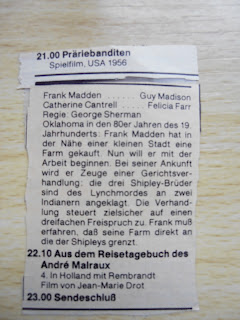 21.00 Präriebanditen
Spielfilm, USA 1956
Frank Madden ...... Guy Madison
Catherine Cantrell .... Felicia Farr
Regie: George Sherman
Oklahoma in den 80er Jahren des 19.
Jahrhunderts: Frank Madden hat in
der Nähe einer kleinen Stadt eine
Farm gekauft. Nun will er mit der
Arbeit beginnen. Bei seiner Ankunft
wird er Zeuge einer Gerichtsver-
handlung: die drei Shipley-Brüder
sind des Lynchmordes an zwei
Indianern angeklagt. Die Verhand-
lung steuert zielsicher auf einen
dreifachen Freispruch zu. Frank muß
erfahren, daß seine Farm direkt an
die der Shipleys grenzt.
22.10 Aus dem Reisetagebuch des
André Malraux
4. In Holland mit Rembrandt
Film von Jean-Marie Drot
23.00 Sendeschluß